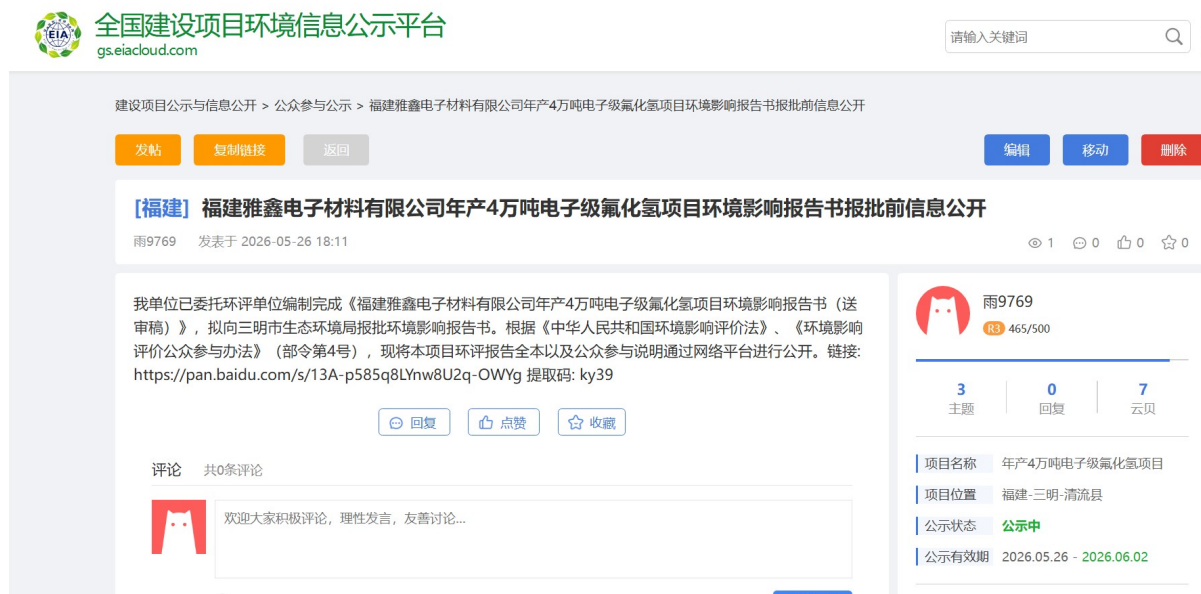 EIA
全国建设项目环境信息公示平台
gs.eiacloud.com
请输入关键词
建设项目公示与信息公开 > 公众参与公示 > 福建雅鑫电子材料有限公司年产4万吨电子级氟化氢项目环境影响报告书报批前信息公开
发帖 复制链接 返回 编辑 移动 删除
[福建] 福建雅鑫电子材料有限公司年产4万吨电子级氟化氢项目环境影响报告书报批前信息公开
雨9769 发表于 2026-05-26 18:11 1 0 0 0
我单位已委托环评单位编制完成《福建雅鑫电子材料有限公司年产4万吨电子级氟化氢项目环境影响报告书（送
审稿）》，拟向三明市生态环境局报批环境影响报告书。根据《中华人民共和国环境影响评价法》、《环境影响
评价公众参与办法》（部令第4号），现将本项目环评报告全本以及公众参与说明通过网络平台进行公开。链接:
https://pan.baidu.com/s/13A-p585q8LYnw8U2q-OWYg 提取码: ky39
回复 点赞 收藏
评论 共0条评论
欢迎大家积极评论，理性发言，友善讨论...
雨9769
R3 465/500
3 0 7
主题 回复 云贝
项目名称 年产4万吨电子级氟化氢项目
项目位置 福建-三明-清流县
公示状态 公示中
公示有效期 2026.05.26 - 2026.06.02